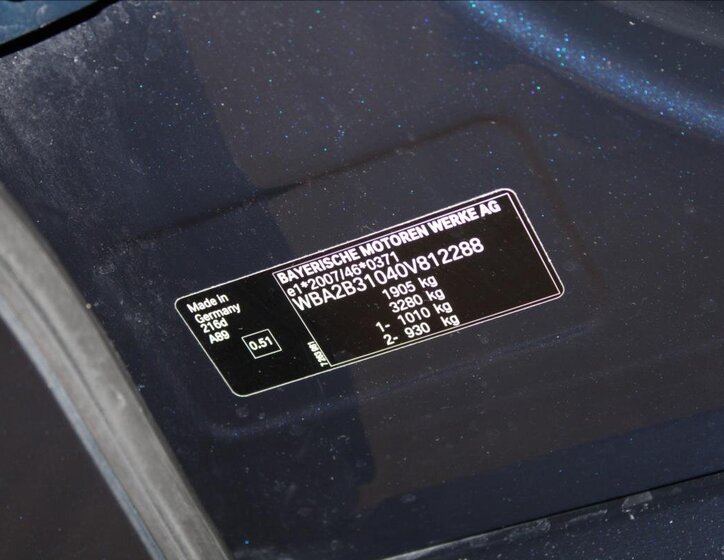 BAYERISCHE MOTOREN WERKE AG
e1*2007/46*0371
WBA2B31040V812288
1905 kg
3280 kg
1- 1010 kg
2- 930 kg
Made in
Germany
216d
A89
0.51